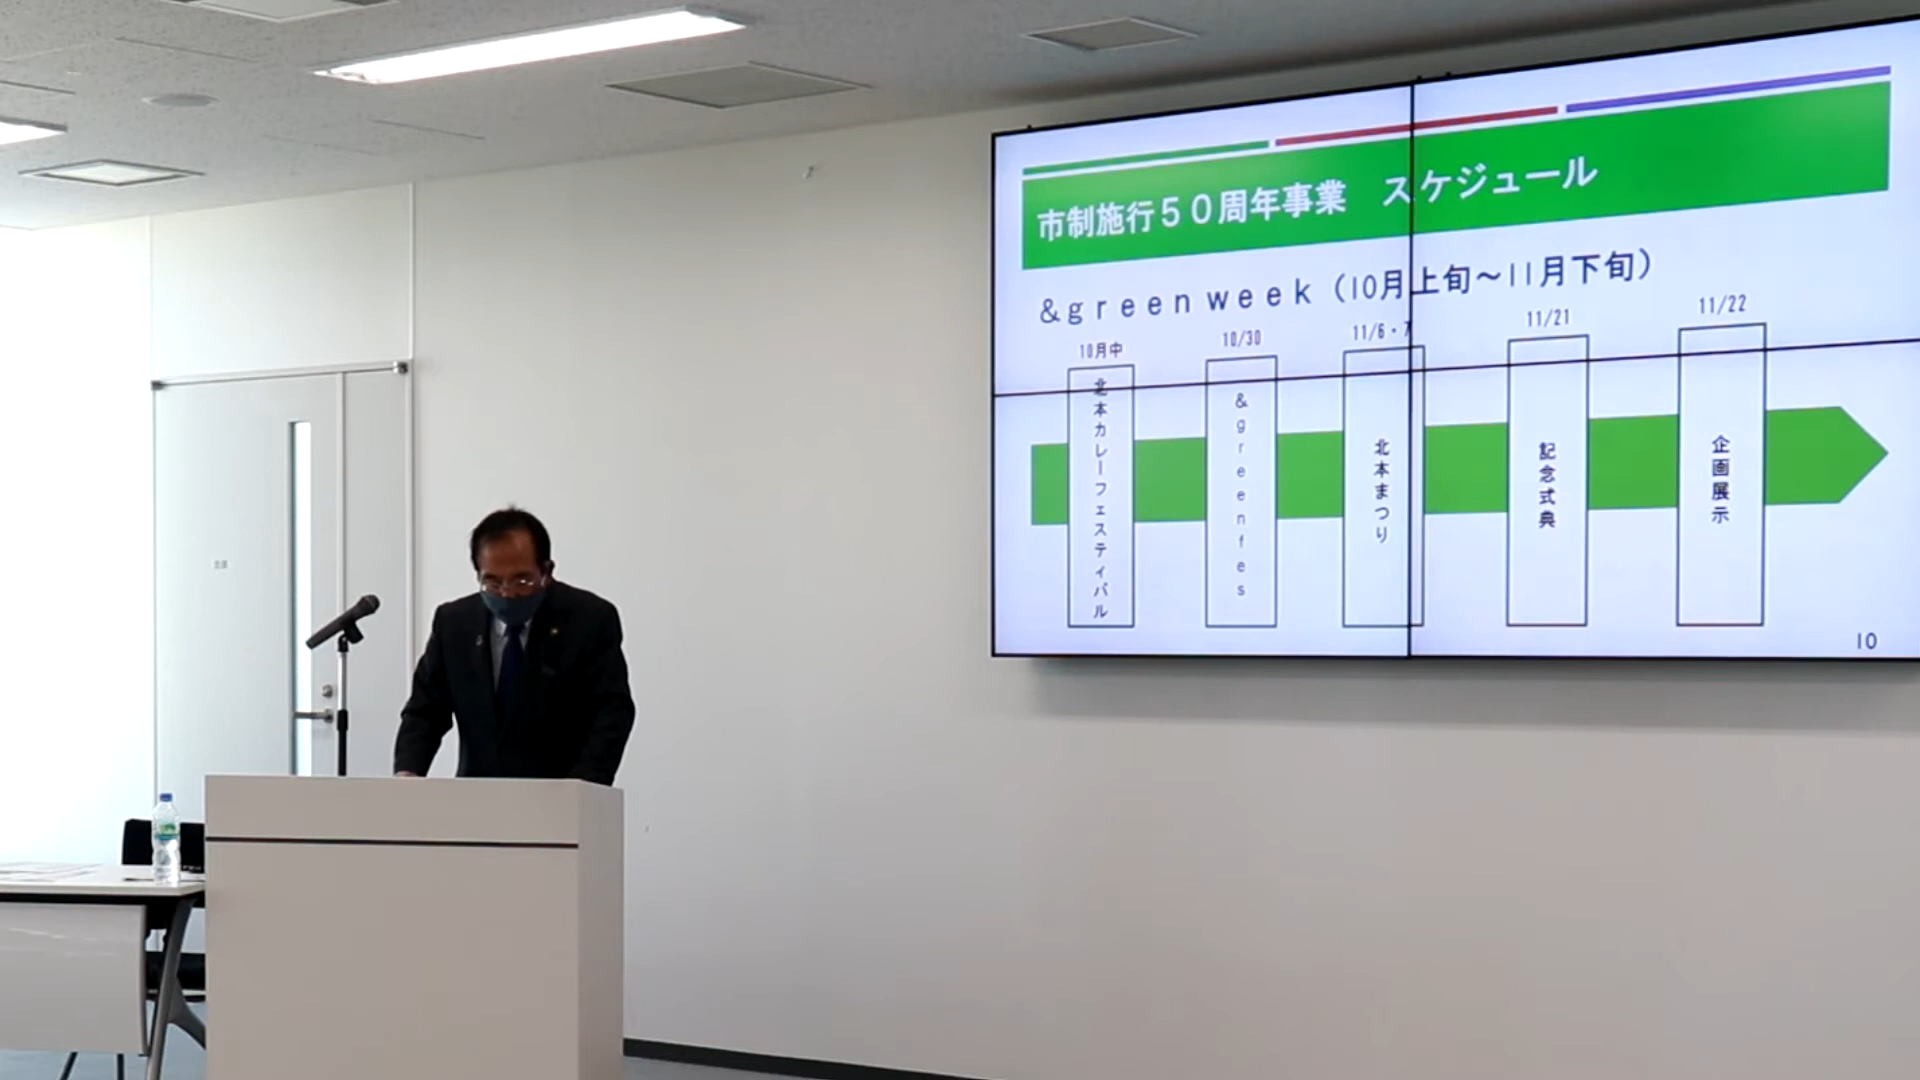 市制施行50周年事業　スケジュール
&green week（10月上旬～11月下旬）
10月中
10/30
11/6・7
11/21
11/22
北本カレーフェスティバル
&greenfes
北本まつり
記念式典
企画展示
10